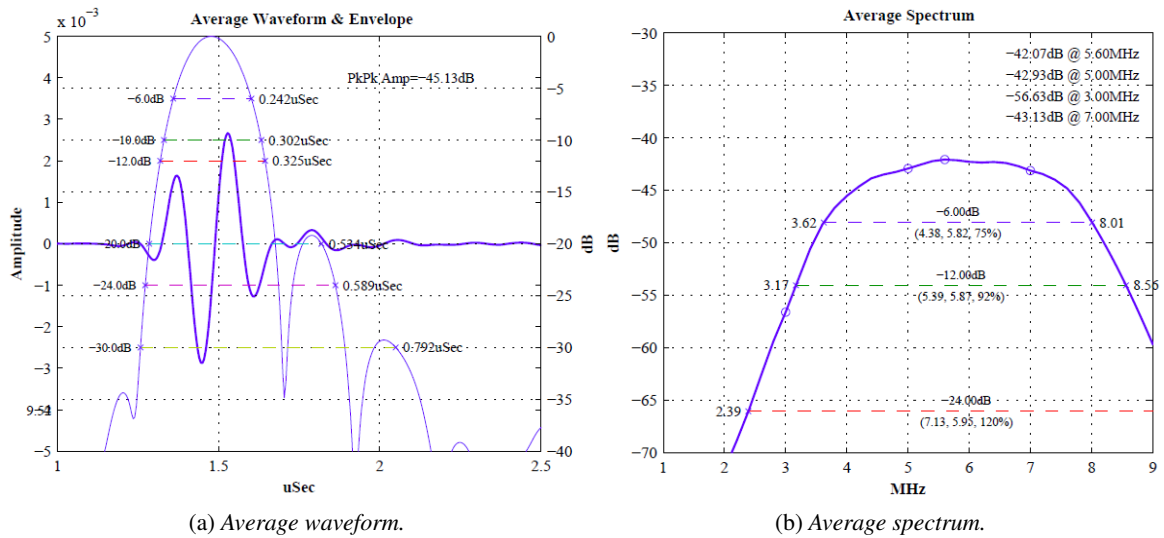 Average Waveform & Envelope
x 10⁻³
PkPk Amp=−45.13dB
−6.0dB
0.242uSec
−10.0dB
0.302uSec
−12.0dB
0.325uSec
−20.0dB
0.534uSec
−24.0dB
0.589uSec
−30.0dB
0.792uSec
5
4
3
2
1
0
−1
−2
−3
0
−5
−10
−15
−20
−25
−30
−35
−40
1
1.5
2
2.5
Amplitude
dB
uSec
(a) Average waveform.
Average Spectrum
−42.07dB @ 5.60MHz
−42.93dB @ 5.00MHz
−56.63dB @ 3.00MHz
−43.13dB @ 7.00MHz
3.62
−6.00dB
8.01
(4.38, 5.82, 75%)
3.17
−12.00dB
8.56
(5.39, 5.87, 92%)
2.39
−24.00dB
(7.13, 5.95, 120%)
−30
−35
−40
−45
−50
−55
−60
−65
−70
1
2
3
4
5
6
7
8
9
dB
MHz
(b) Average spectrum.